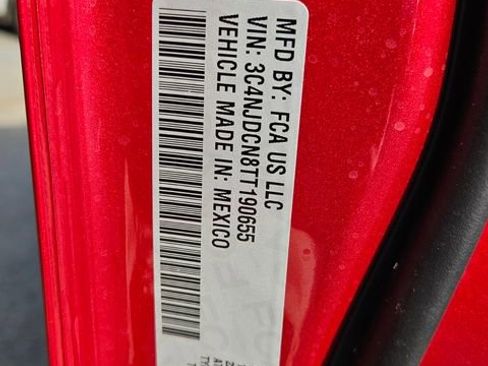 MFD BY: FCA US LLC
VIN: 3C4NJDCN8TT190655
VEHICLE MADE IN: MEXICO